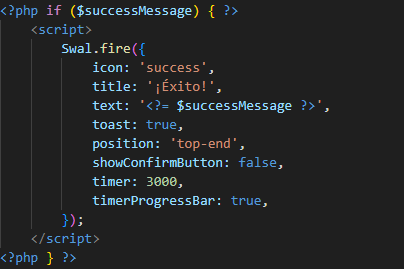 <?php if ($successMessage) { ?>
    <script>
        Swal.fire({
            icon: 'success',
            title: '¡Éxito!',
            text: '<?= $successMessage ?>',
            toast: true,
            position: 'top-end',
            showConfirmButton: false,
            timer: 3000,
            timerProgressBar: true,
        });
    </script>
<?php } ?>